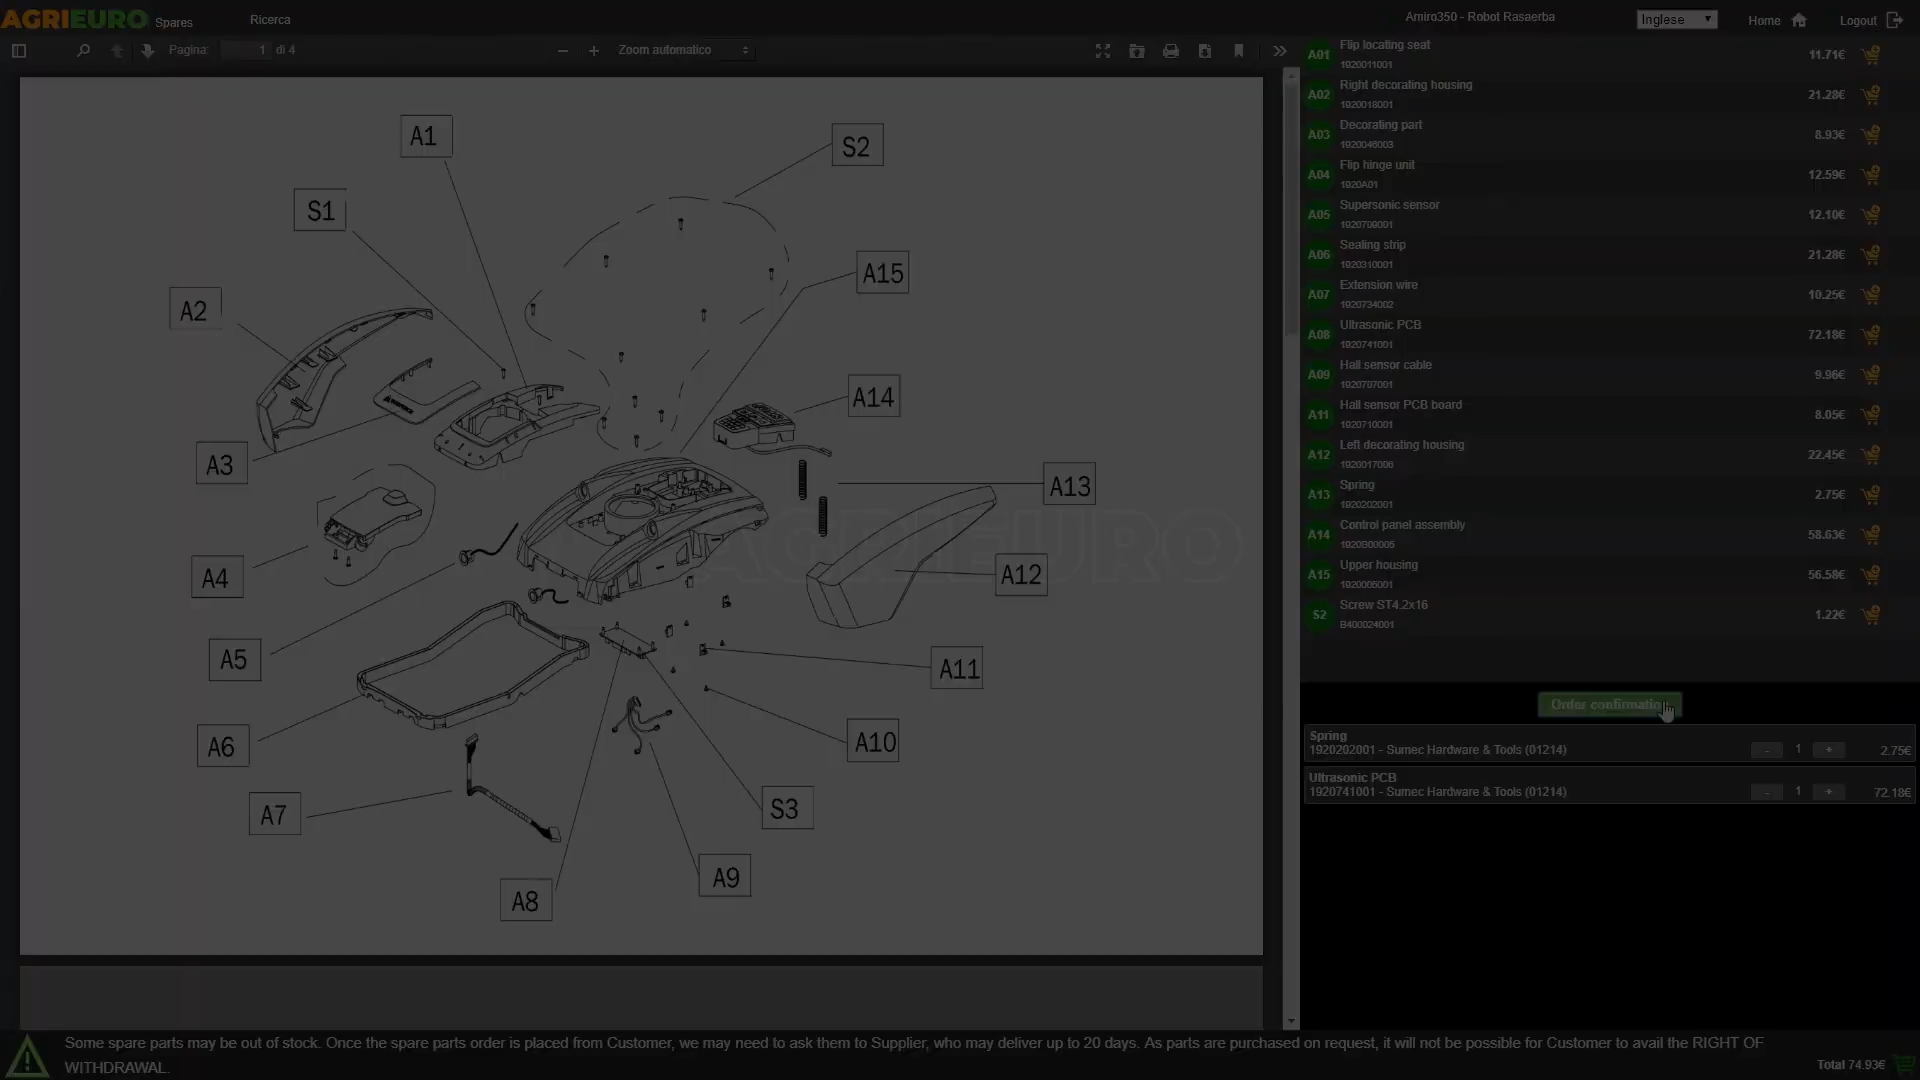 AGRIEURO Spares
Ricerca
Amiro350 - Robot Rasaerba
Inglese
Home
Logout
Pagina: 1 di 4
Zoom automatico
A1
S2
S1
A15
A2
A14
A3
A13
A4
A12
A5
A11
A6
A10
A7
S3
A9
A8
AGRIEURO
A01 Flip locating seat 11.71€
1920011001
A02 Right decorating housing 21.28€
1920018001
A03 Decorating part 8.93€
1920046003
A04 Flip hinge unit 12.59€
1920A01
A05 Supersonic sensor 12.10€
1920709001
A06 Sealing strip 21.28€
1920310001
A07 Extension wire 10.25€
1920734002
A08 Ultrasonic PCB 72.18€
1920741001
A09 Hall sensor cable 9.96€
1920707001
A11 Hall sensor PCB board 8.05€
1920710001
A12 Left decorating housing 22.45€
1920017006
A13 Spring 2.75€
1920202001
A14 Control panel assembly 58.63€
1920B00005
A15 Upper housing 56.58€
1920005001
S2 Screw ST4.2x16 1.22€
B400024001
Order confirmation
Spring
1920202001 - Sumec Hardware & Tools (01214) - 1 + 2.75€
Ultrasonic PCB
1920741001 - Sumec Hardware & Tools (01214) - 1 + 72.18€
Some spare parts may be out of stock. Once the spare parts order is placed from Customer, we may need to ask them to Supplier, who may deliver up to 20 days. As parts are purchased on request, it will not be possible for Customer to avail the RIGHT OF
WITHDRAWAL.
Total 74.93€